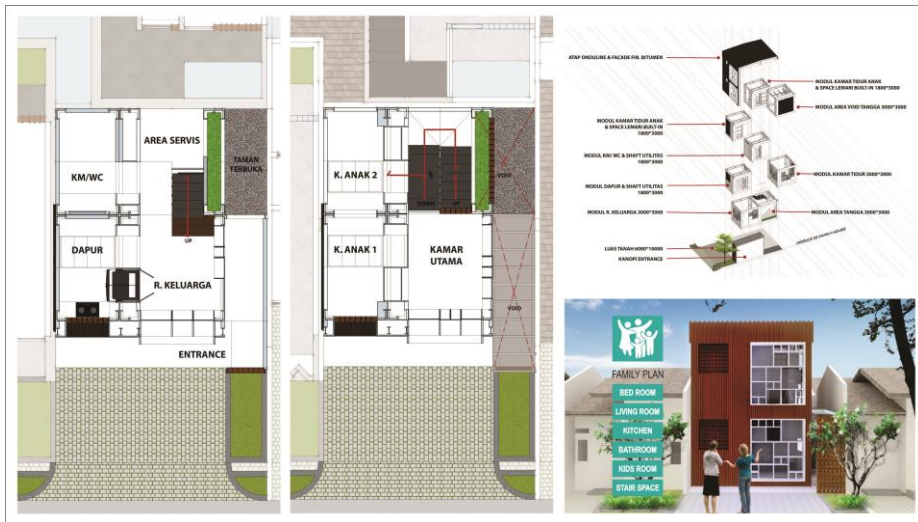 AREA SERVIS
TAMAN
TERBUKA
KM/WC
UP
DAPUR
R. KELUARGA
ENTRANCE
K. ANAK 2
VOID
DOWN
UP
K. ANAK 1
KAMAR
UTAMA
VOID
ATAP ONDULINE & FACADE FIN. BITUMEN
MODUL KAMAR TIDUR ANAK
& SPACE LEMARI BUILT-IN 1800*3000
MODUL AREA VOID TANGGA 3000*3000
MODUL KAMAR TIDUR ANAK
& SPACE LEMARI BUILT-IN
1800*3000
MODUL KM/WC & SHAFT UTILITAS
1800*3000
MODUL KAMAR TIDUR 3000*3000
MODUL DAPUR & SHAFT UTILITAS
1800*3000
MODUL R. KELUARGA 3000*3000
MODUL AREA TANGGA 3000*3000
LUAS TANAH 6000*10000
KANOPI ENTRANCE
FAMILY PLAN
BED ROOM
LIVING ROOM
KITCHEN
BATHROOM
KIDS ROOM
STAIR SPACE